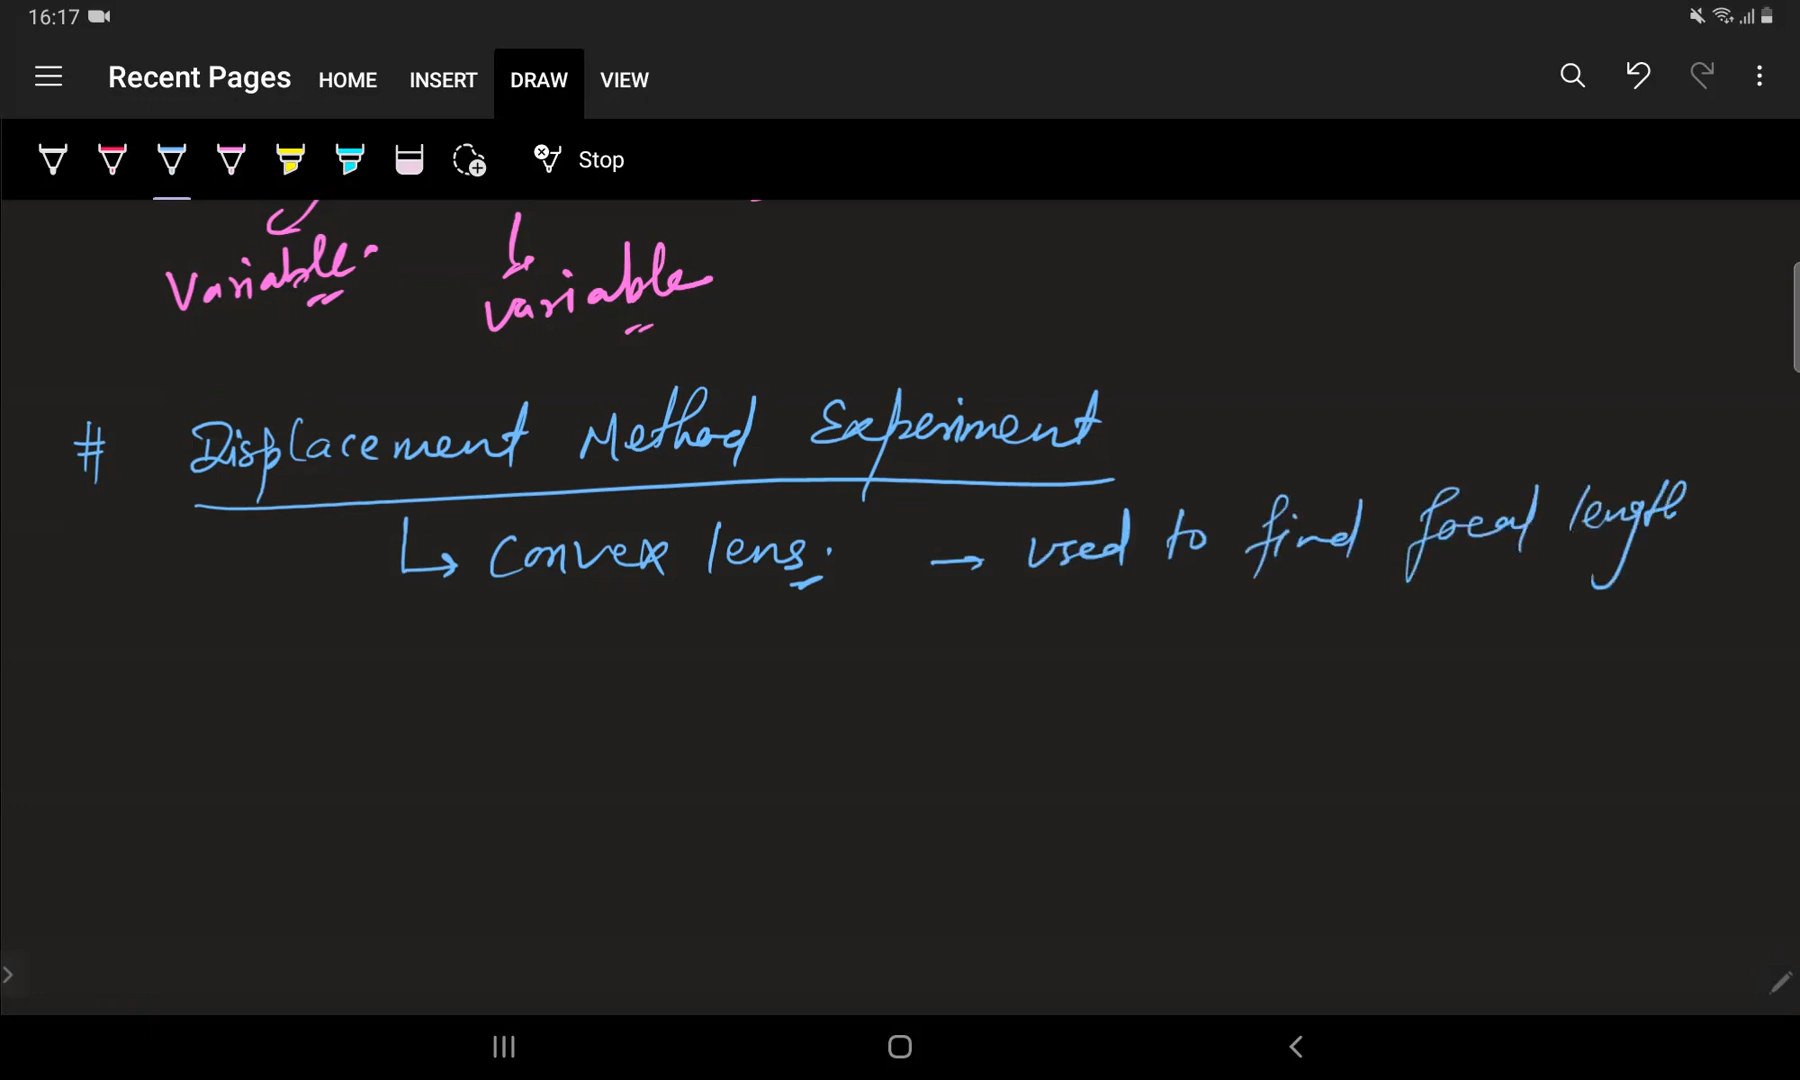 16:17
Recent Pages HOME INSERT DRAW VIEW
Stop
Variable.
variable
# Displacement Method Experiment
↳ Convex lens. → used to find focal length